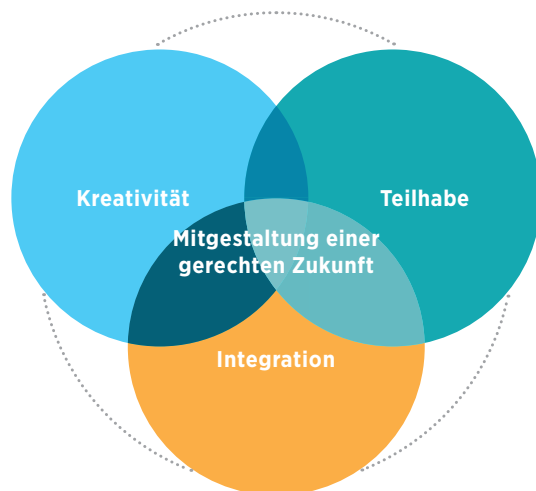 Kreativität
Teilhabe
Mitgestaltung einer
gerechten Zukunft
Integration